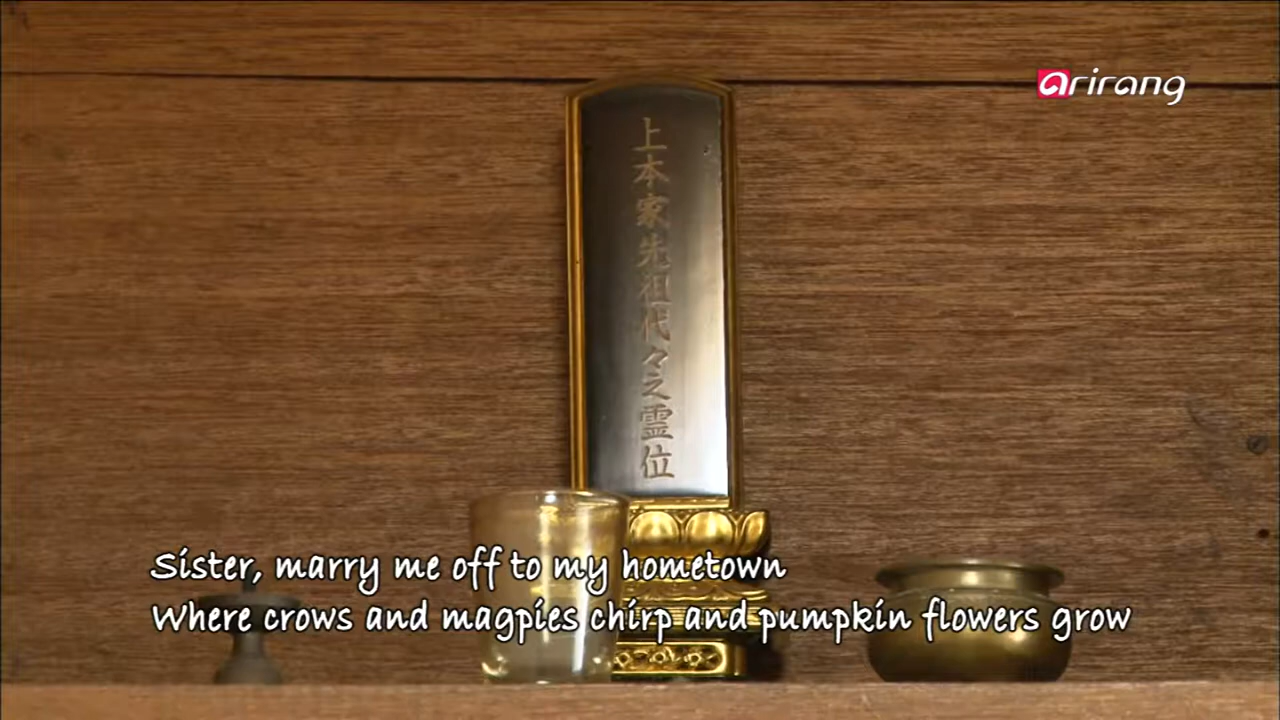 arirang
上本家先祖代々之霊位
Sister, marry me off to my hometown
Where crows and magpies chirp and pumpkin flowers grow